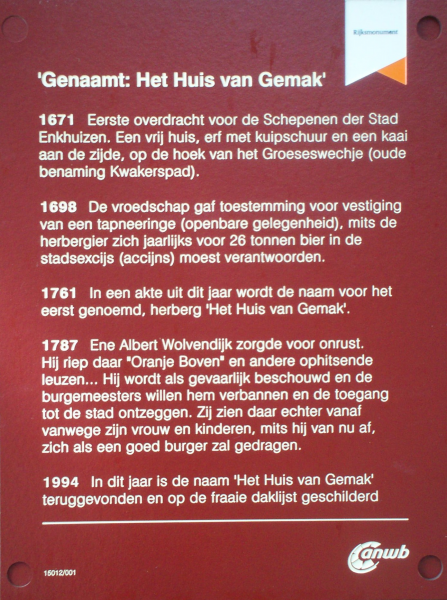 Rijksmonument
'Genaamt: Het Huis van Gemak'
1671 Eerste overdracht voor de Schepenen der Stad
Enkhuizen. Een vrij huis, erf met kuipschuur en een kaai
aan de zijde, op de hoek van het Groeseswechje (oude
benaming Kwakerspad).
1698 De vroedschap gaf toestemming voor vestiging
van een tapneeringe (openbare gelegenheid), mits de
herbergier zich jaarlijks voor 26 tonnen bier in de
stadsexcijs (accijns) moest verantwoorden.
1761 In een akte uit dit jaar wordt de naam voor het
eerst genoemd, herberg 'Het Huis van Gemak'.
1787 Ene Albert Wolvendijk zorgde voor onrust.
Hij riep daar "Oranje Boven" en andere ophitsende
leuzen... Hij wordt als gevaarlijk beschouwd en de
burgemeesters willen hem verbannen en de toegang
tot de stad ontzeggen. Zij zien daar echter vanaf
vanwege zijn vrouw en kinderen, mits hij van nu af,
zich als een goed burger zal gedragen.
1994 In dit jaar is de naam 'Het Huis van Gemak'
teruggevonden en op de fraaie daklijst geschilderd
anwb
15012/001